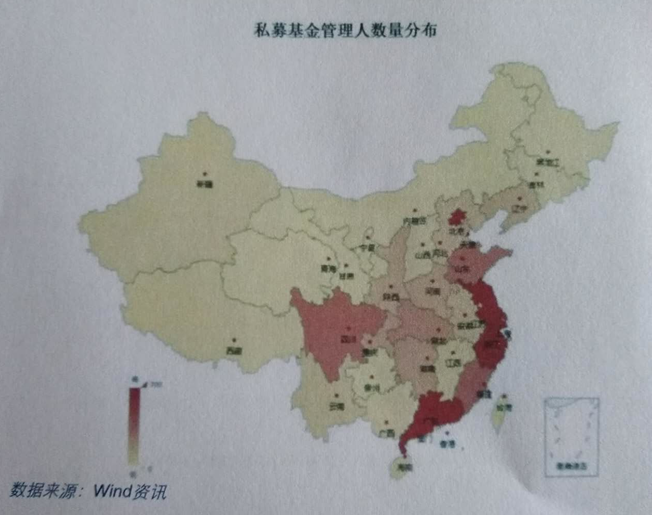 私募基金管理人数量分布
黑龙江
吉林
新疆
辽宁
内蒙古
北京
天津
宁夏
山西
河北
青海
甘肃
山东
陕西
河南
江苏
安徽
四川
湖北
重庆
浙江
西藏
湖南
江西
贵州
福建
云南
台湾
广西
广东
澳门
香港
海南
高
低
0
数据来源：Wind资讯